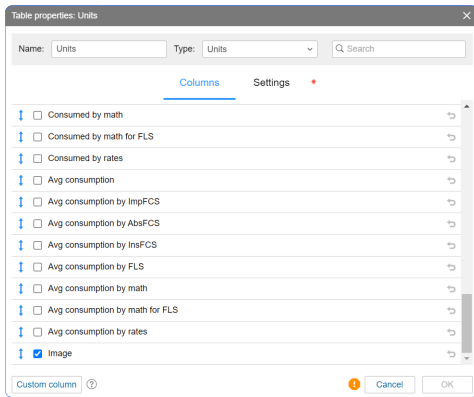 Table properties: Units
Name: Units Type: Units Search
Columns Settings *
Consumed by math
Consumed by math for FLS
Consumed by rates
Avg consumption
Avg consumption by ImpFCS
Avg consumption by AbsFCS
Avg consumption by InsFCS
Avg consumption by FLS
Avg consumption by math
Avg consumption by math for FLS
Avg consumption by rates
Image
Custom column ? ! Cancel OK